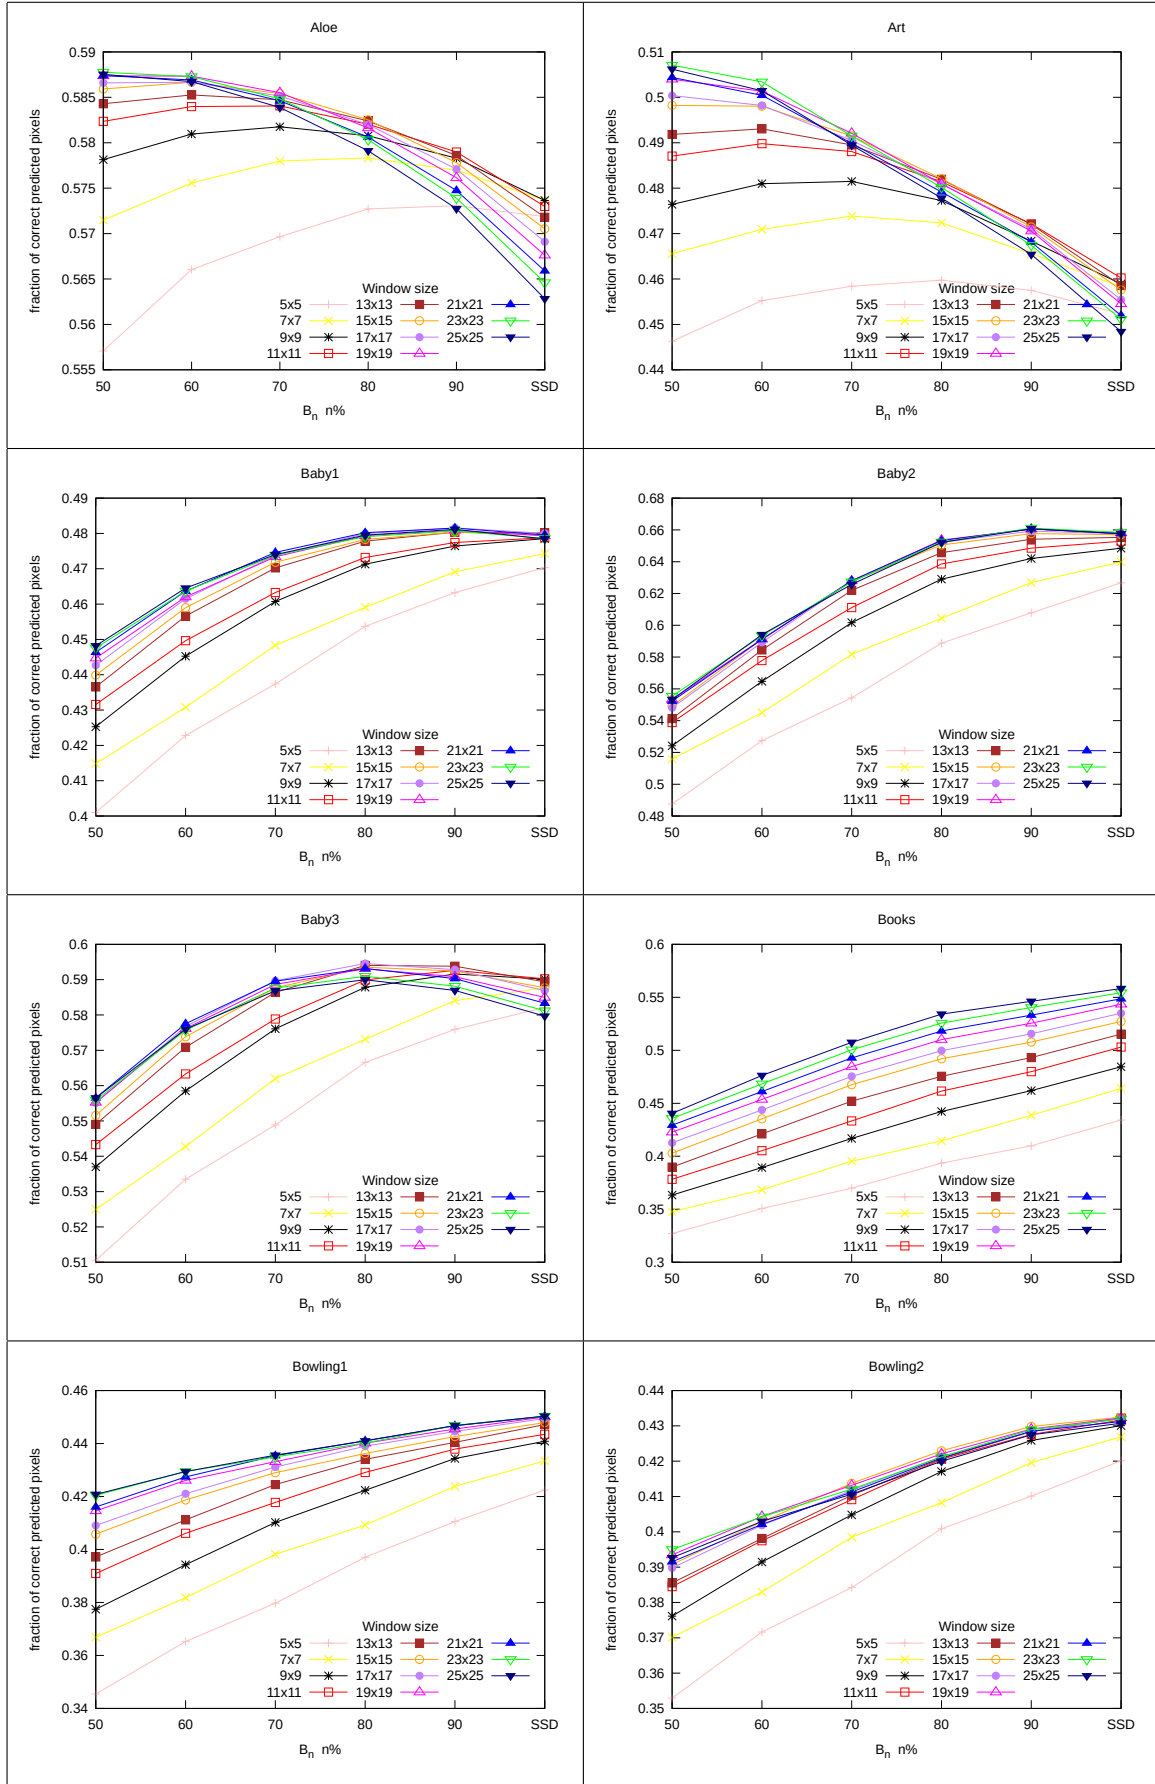 Aloe
0.59
0.585
0.58
0.575
0.57
0.565
0.56
0.555
fraction of correct predicted pixels
Window size
5x5 13x13 21x21
7x7 15x15 23x23
9x9 17x17 25x25
11x11 19x19
50 60 70 80 90 SSD
Bn n%
Art
0.51
0.5
0.49
0.48
0.47
0.46
0.45
0.44
fraction of correct predicted pixels
Window size
5x5 13x13 21x21
7x7 15x15 23x23
9x9 17x17 25x25
11x11 19x19
50 60 70 80 90 SSD
Bn n%
Baby1
0.49
0.48
0.47
0.46
0.45
0.44
0.43
0.42
0.41
0.4
fraction of correct predicted pixels
Window size
5x5 13x13 21x21
7x7 15x15 23x23
9x9 17x17 25x25
11x11 19x19
50 60 70 80 90 SSD
Bn n%
Baby2
0.68
0.66
0.64
0.62
0.6
0.58
0.56
0.54
0.52
0.5
0.48
fraction of correct predicted pixels
Window size
5x5 13x13 21x21
7x7 15x15 23x23
9x9 17x17 25x25
11x11 19x19
50 60 70 80 90 SSD
Bn n%
Baby3
0.6
0.59
0.58
0.57
0.56
0.55
0.54
0.53
0.52
0.51
fraction of correct predicted pixels
Window size
5x5 13x13 21x21
7x7 15x15 23x23
9x9 17x17 25x25
11x11 19x19
50 60 70 80 90 SSD
Bn n%
Books
0.6
0.55
0.5
0.45
0.4
0.35
0.3
fraction of correct predicted pixels
Window size
5x5 13x13 21x21
7x7 15x15 23x23
9x9 17x17 25x25
11x11 19x19
50 60 70 80 90 SSD
Bn n%
Bowling1
0.46
0.44
0.42
0.4
0.38
0.36
0.34
fraction of correct predicted pixels
Window size
5x5 13x13 21x21
7x7 15x15 23x23
9x9 17x17 25x25
11x11 19x19
50 60 70 80 90 SSD
Bn n%
Bowling2
0.44
0.43
0.42
0.41
0.4
0.39
0.38
0.37
0.36
0.35
fraction of correct predicted pixels
Window size
5x5 13x13 21x21
7x7 15x15 23x23
9x9 17x17 25x25
11x11 19x19
50 60 70 80 90 SSD
Bn n%